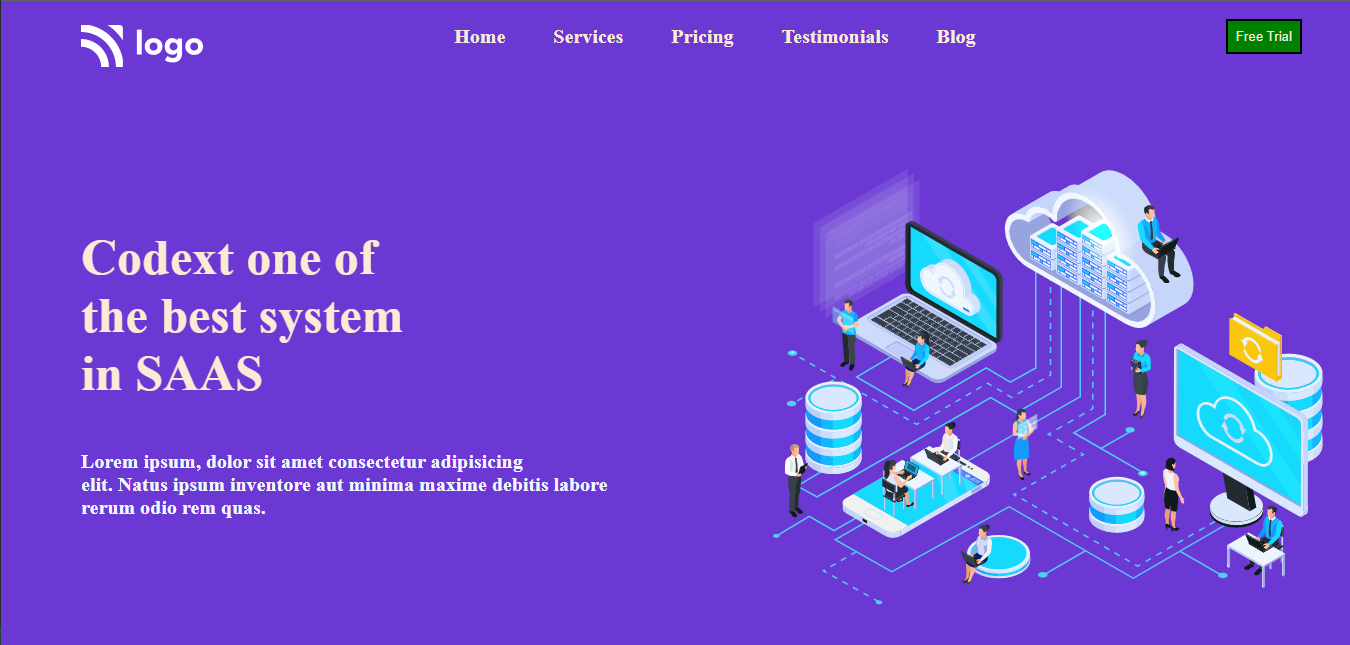 logo
Home Services Pricing Testimonials Blog
Free Trial
Codext one of
the best system
in SAAS
Lorem ipsum, dolor sit amet consectetur adipisicing
elit. Natus ipsum inventore aut minima maxime debitis labore
rerum odio rem quas.